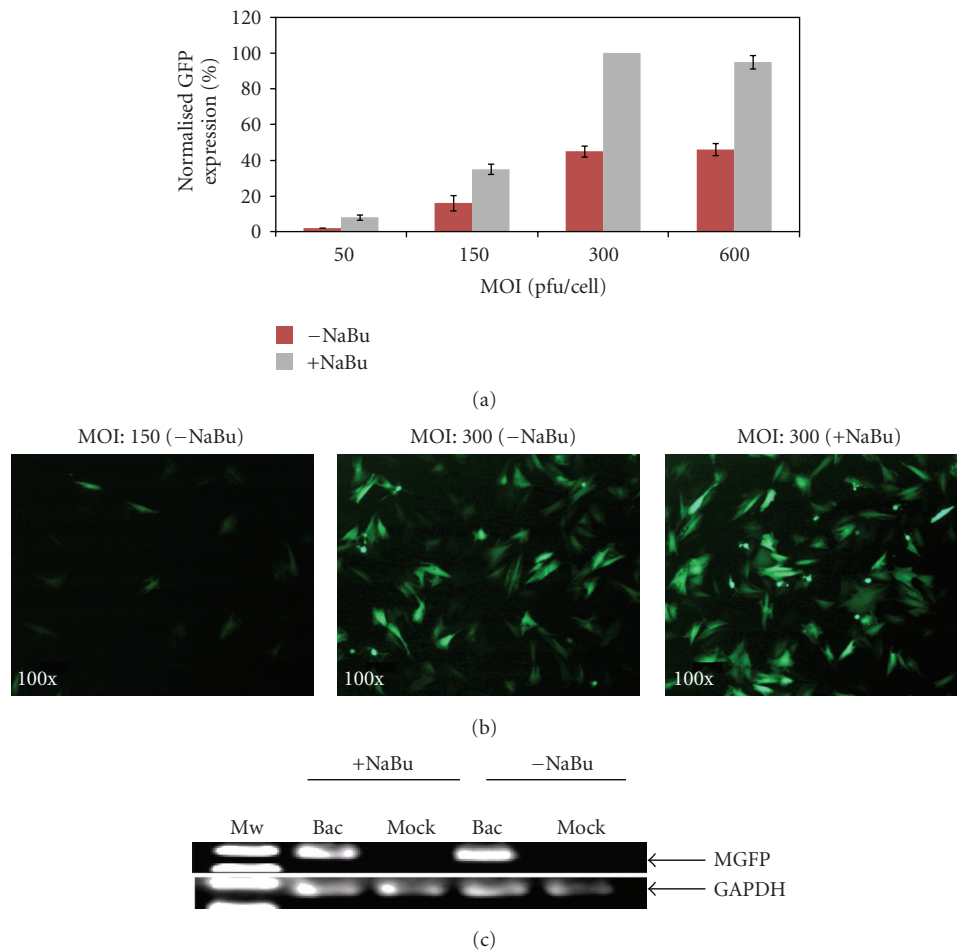 120
100
80
60
40
20
0
Normalised GFP
expression (%)
50 150 300 600
MOI (pfu/cell)
−NaBu
+NaBu
(a)
MOI: 150 (−NaBu) MOI: 300 (−NaBu) MOI: 300 (+NaBu)
100x 100x 100x
(b)
+NaBu −NaBu
Mw Bac Mock Bac Mock
MGFP
GAPDH
(c)